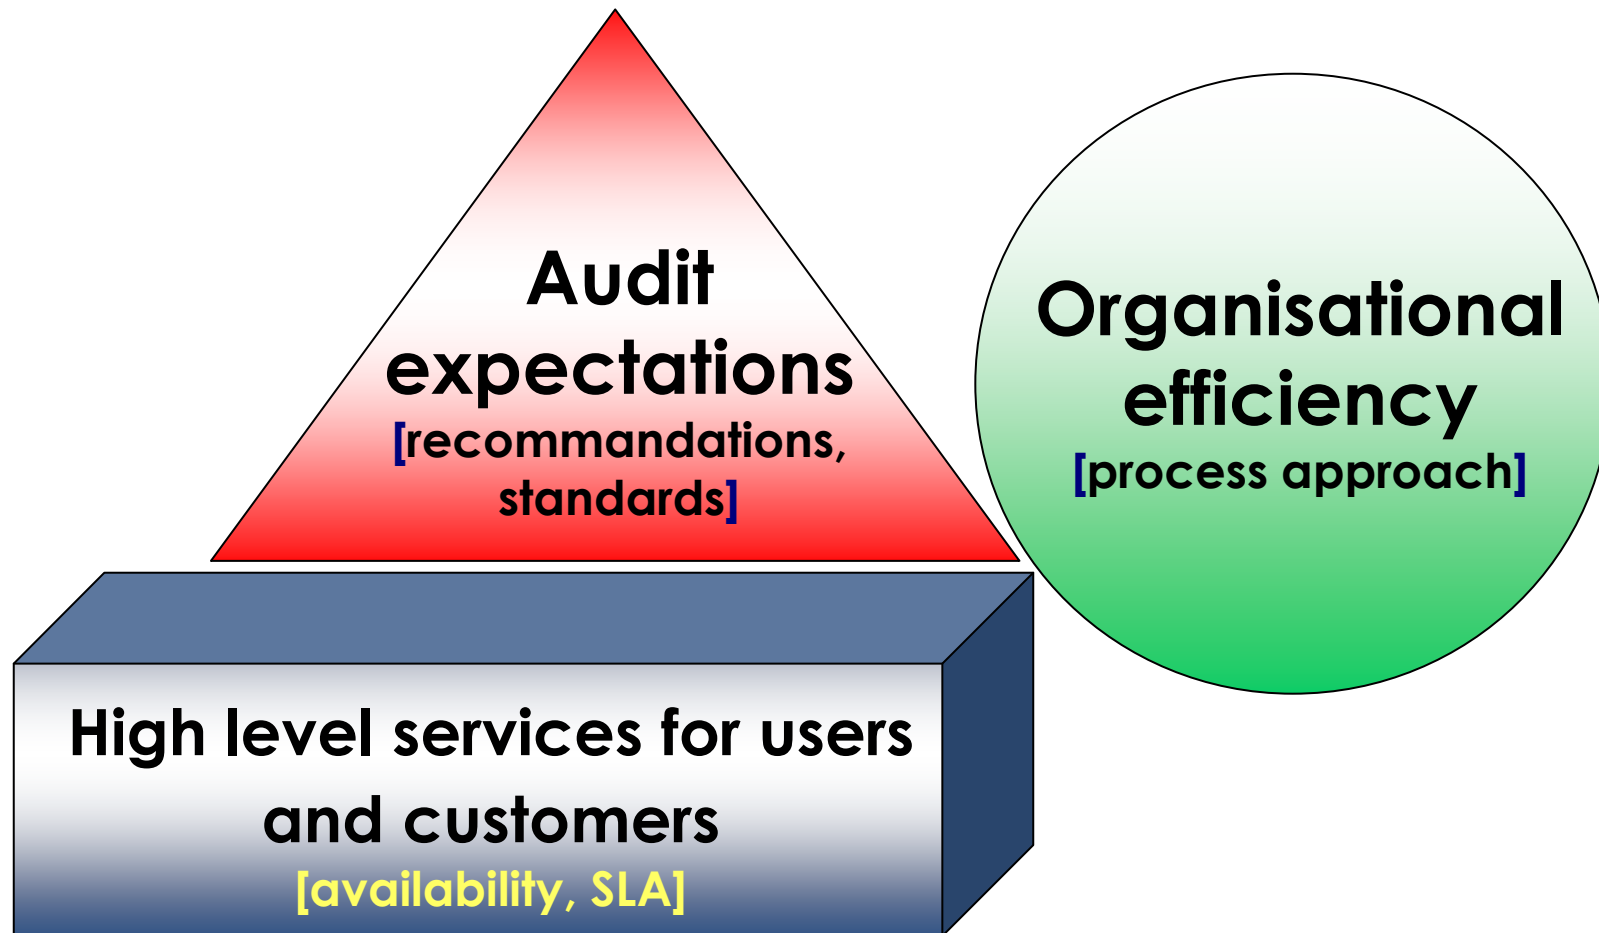 Audit
expectations
[recommandations,
standards]
Organisational
efficiency
[process approach]
High level services for users
and customers
[availability, SLA]